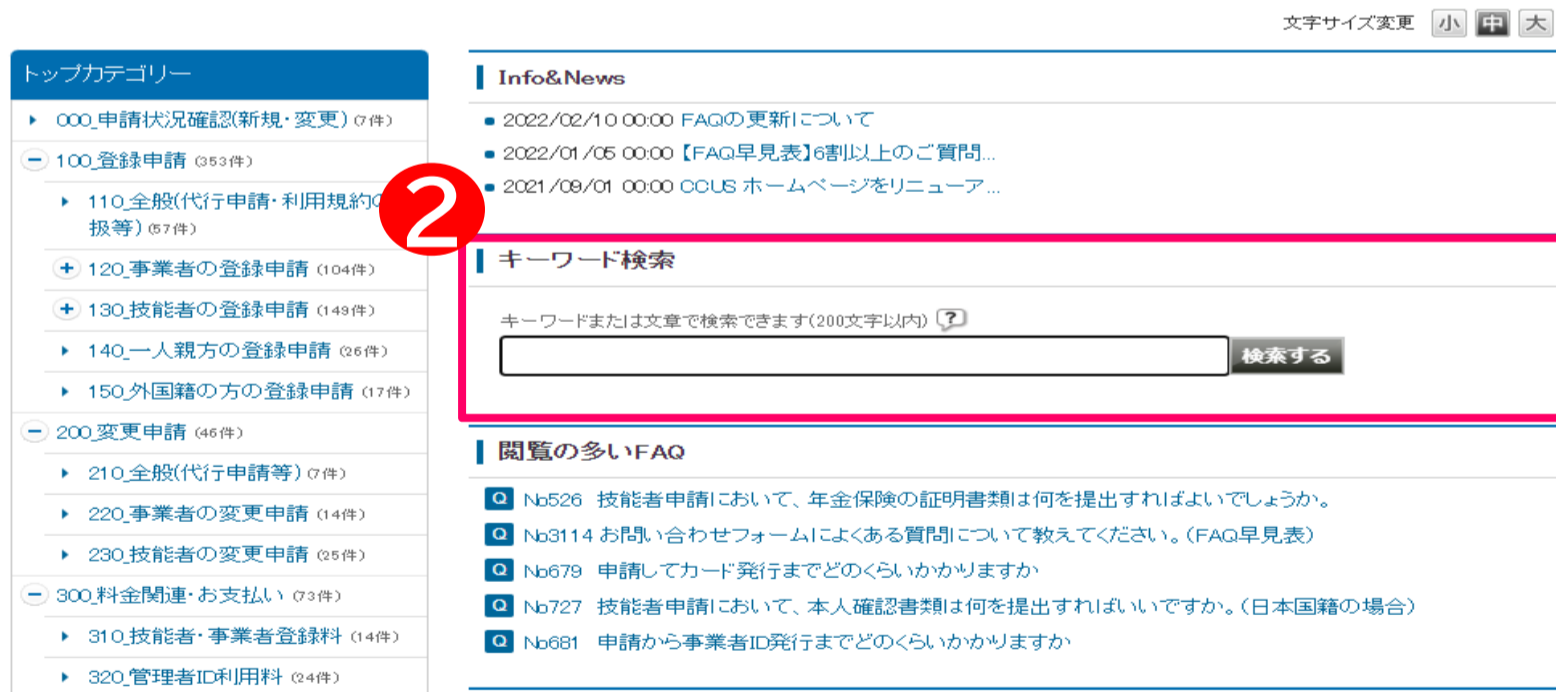 文字サイズ変更 小 中 大
トップカテゴリー
000_申請状況確認(新規・変更) (7件)
100_登録申請 (353件)
110_全般(代行申請・利用規約の
扱等) (57件)
120_事業者の登録申請 (104件)
130_技能者の登録申請 (149件)
140_一人親方の登録申請 (26件)
150_外国籍の方の登録申請 (17件)
200_変更申請 (46件)
210_全般(代行申請等) (7件)
220_事業者の変更申請 (14件)
230_技能者の変更申請 (25件)
300_料金関連・お支払い (73件)
310_技能者・事業者登録料 (14件)
320_管理者ID利用料 (24件)
Info&News
2022/02/10 00:00 FAQの更新について
2022/01/05 00:00 【FAQ早見表】6割以上のご質問...
2021/09/01 00:00 CCUS ホームページをリニューア...
2
キーワード検索
キーワードまたは文章で検索できます(200文字以内) ?
検索する
閲覧の多いFAQ
Q No526 技能者申請において、年金保険の証明書類は何を提出すればよいでしょうか。
Q No3114 お問い合わせフォームによくある質問について教えてください。(FAQ早見表)
Q No679 申請してカード発行までどのくらいかかりますか
Q No727 技能者申請において、本人確認書類は何を提出すればいいですか。(日本国籍の場合)
Q No681 申請から事業者ID発行までどのくらいかかりますか